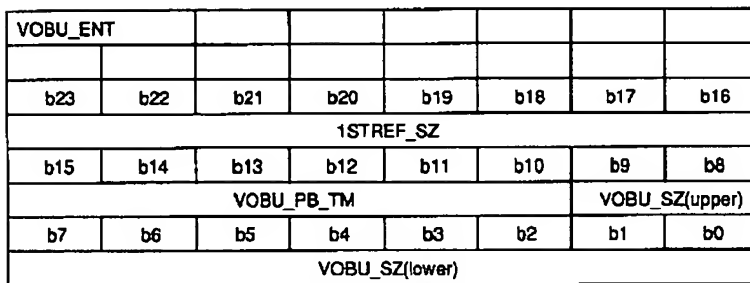 VOBU_ENT
b23 b22 b21 b20 b19 b18 b17 b16
1STREF_SZ
b15 b14 b13 b12 b11 b10 b9 b8
VOBU_PB_TM VOBU_SZ(upper)
b7 b6 b5 b4 b3 b2 b1 b0
VOBU_SZ(lower)